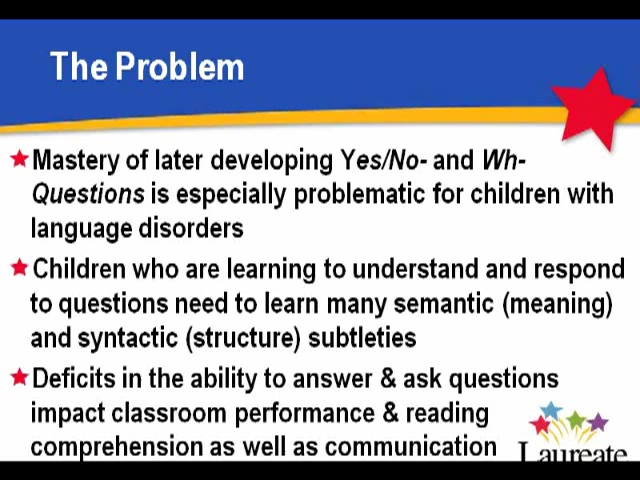 The Problem
Mastery of later developing Yes/No- and Wh-
Questions is especially problematic for children with
language disorders
Children who are learning to understand and respond
to questions need to learn many semantic (meaning)
and syntactic (structure) subtleties
Deficits in the ability to answer & ask questions
impact classroom performance & reading
comprehension as well as communication
Laureate